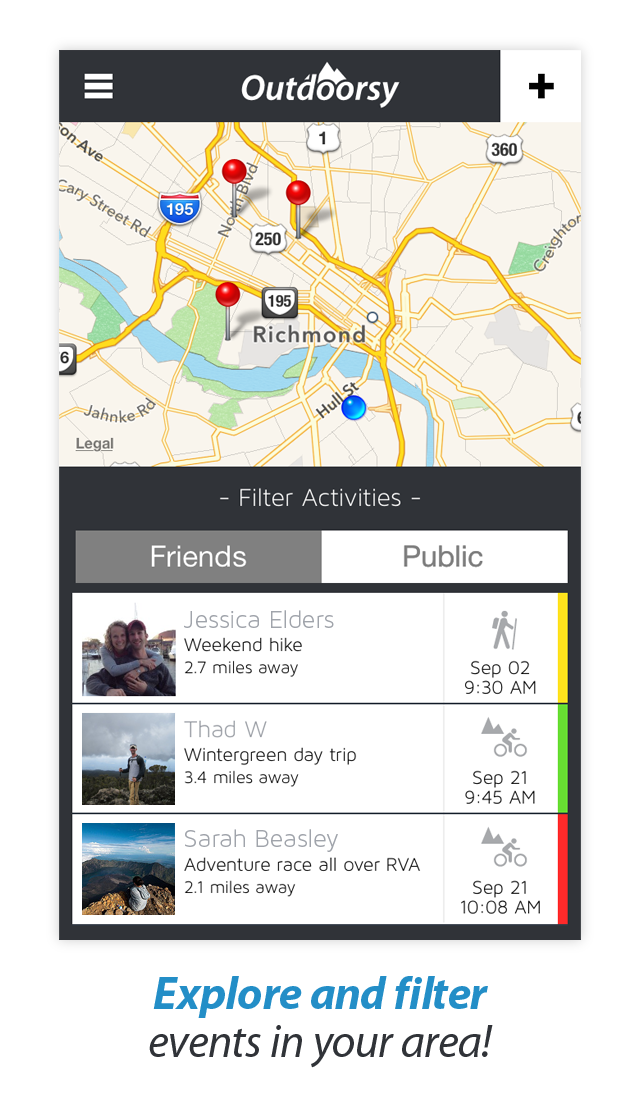 Outdoorsy
1
360
son Ave
Cary Street Rd
195
North Blvd
250
Creighton
195
Richmond
6
Hull St
Jahnke Rd
6
Legal
- Filter Activities -
Friends
Public
Jessica Elders
Weekend hike
2.7 miles away
Sep 02
9:30 AM
Thad W
Wintergreen day trip
3.4 miles away
Sep 21
9:45 AM
Sarah Beasley
Adventure race all over RVA
2.1 miles away
Sep 21
10:08 AM
Explore and filter
events in your area!